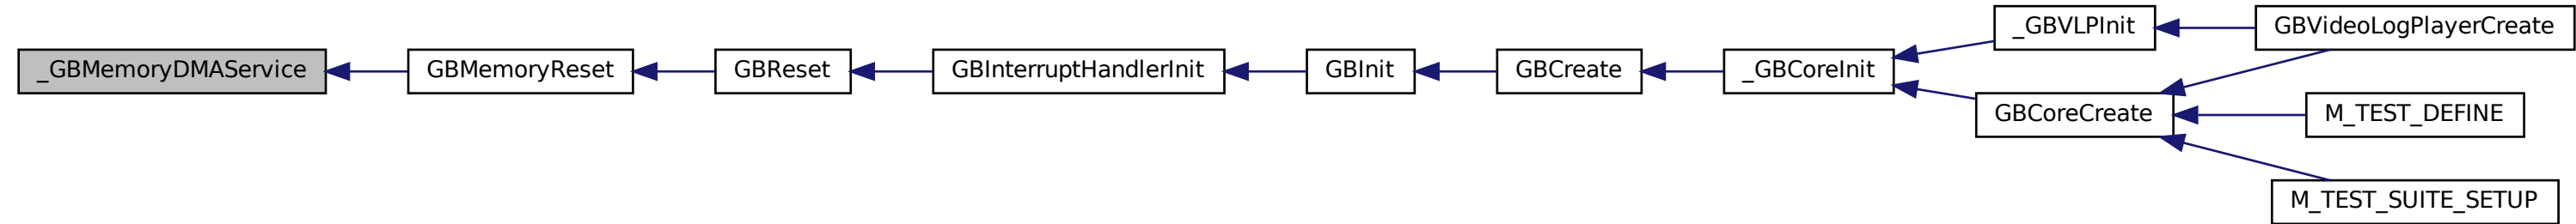 _GBMemoryDMAService
GBMemoryReset
GBReset
GBInterruptHandlerInit
GBInit
GBCreate
_GBCoreInit
_GBVLPInit
GBVideoLogPlayerCreate
GBCoreCreate
M_TEST_DEFINE
M_TEST_SUITE_SETUP